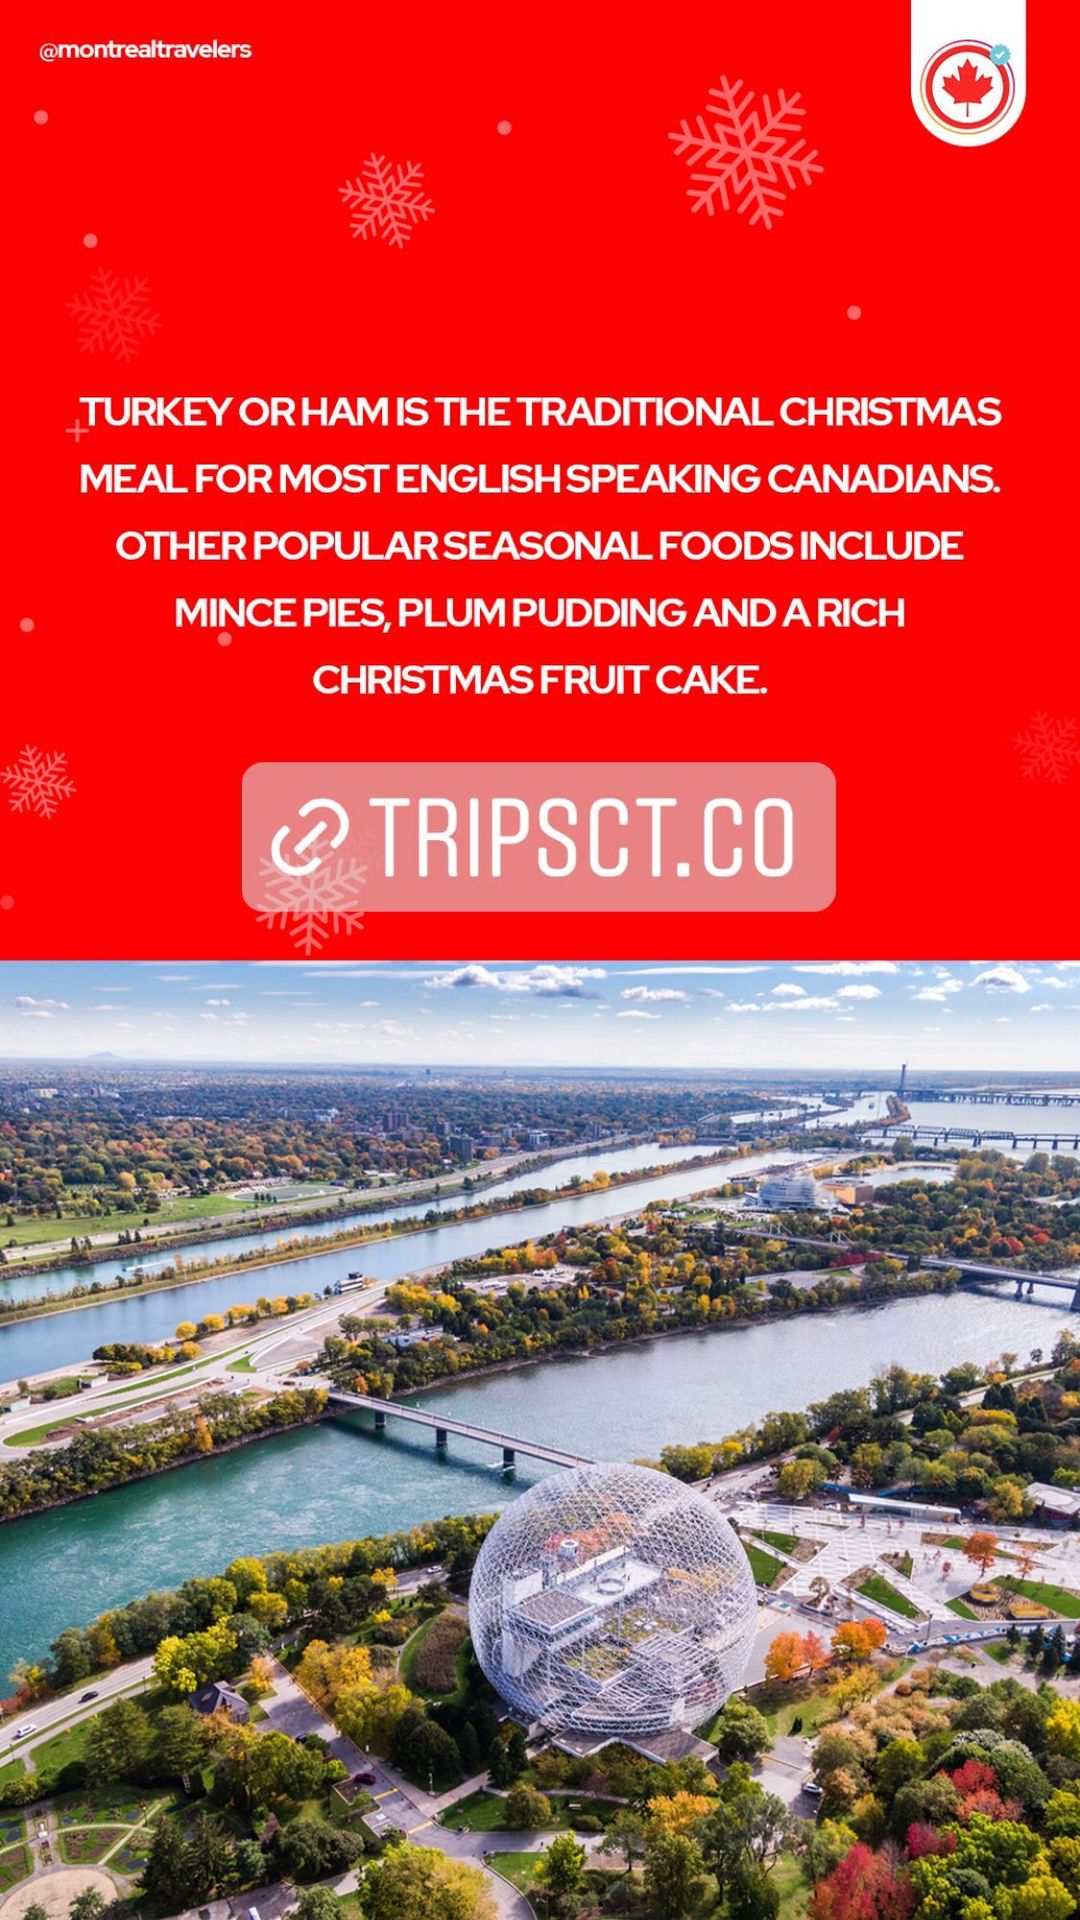 @montrealtravelers
TURKEY OR HAM IS THE TRADITIONAL CHRISTMAS
MEAL FOR MOST ENGLISH SPEAKING CANADIANS.
OTHER POPULAR SEASONAL FOODS INCLUDE
MINCE PIES, PLUM PUDDING AND A RICH
CHRISTMAS FRUIT CAKE.
TRIPSCT.CO